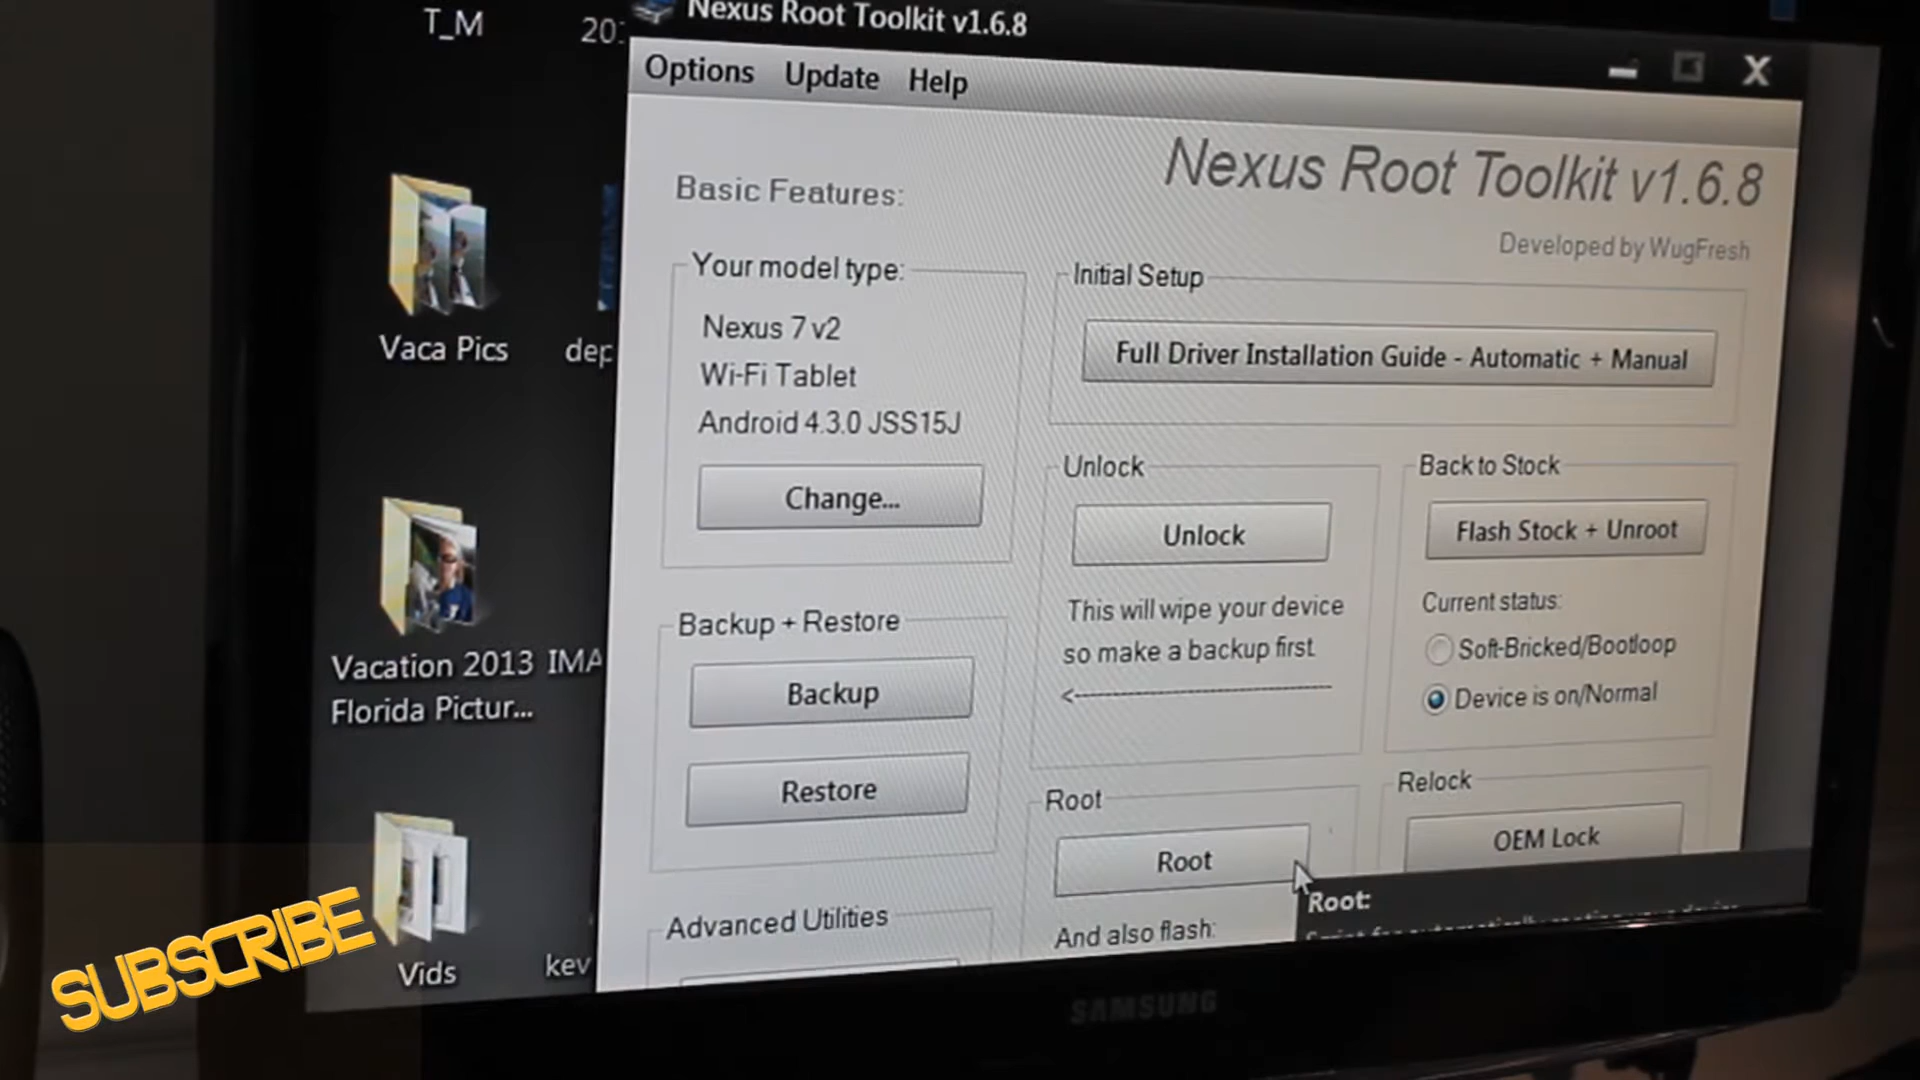 T_M
Nexus Root Toolkit v1.6.8
Options Update Help
Nexus Root Toolkit v1.6.8
Developed by WugFresh
Basic Features:
Your model type:
Nexus 7 v2
Wi-Fi Tablet
Android 4.3.0 JSS15J
Change...
Initial Setup
Full Driver Installation Guide - Automatic + Manual
Unlock
Unlock
This will wipe your device
so make a backup first.
<------------------------------
Back to Stock
Flash Stock + Unroot
Current status:
Soft-Bricked/Bootloop
Device is on/Normal
Backup + Restore
Backup
Restore
Root
Root
And also flash:
Relock
OEM Lock
Root:
Advanced Utilities
Vaca Pics
dep
Vacation 2013 IMA
Florida Pictur...
Vids
kev
SAMSUNG
SUBSCRIBE